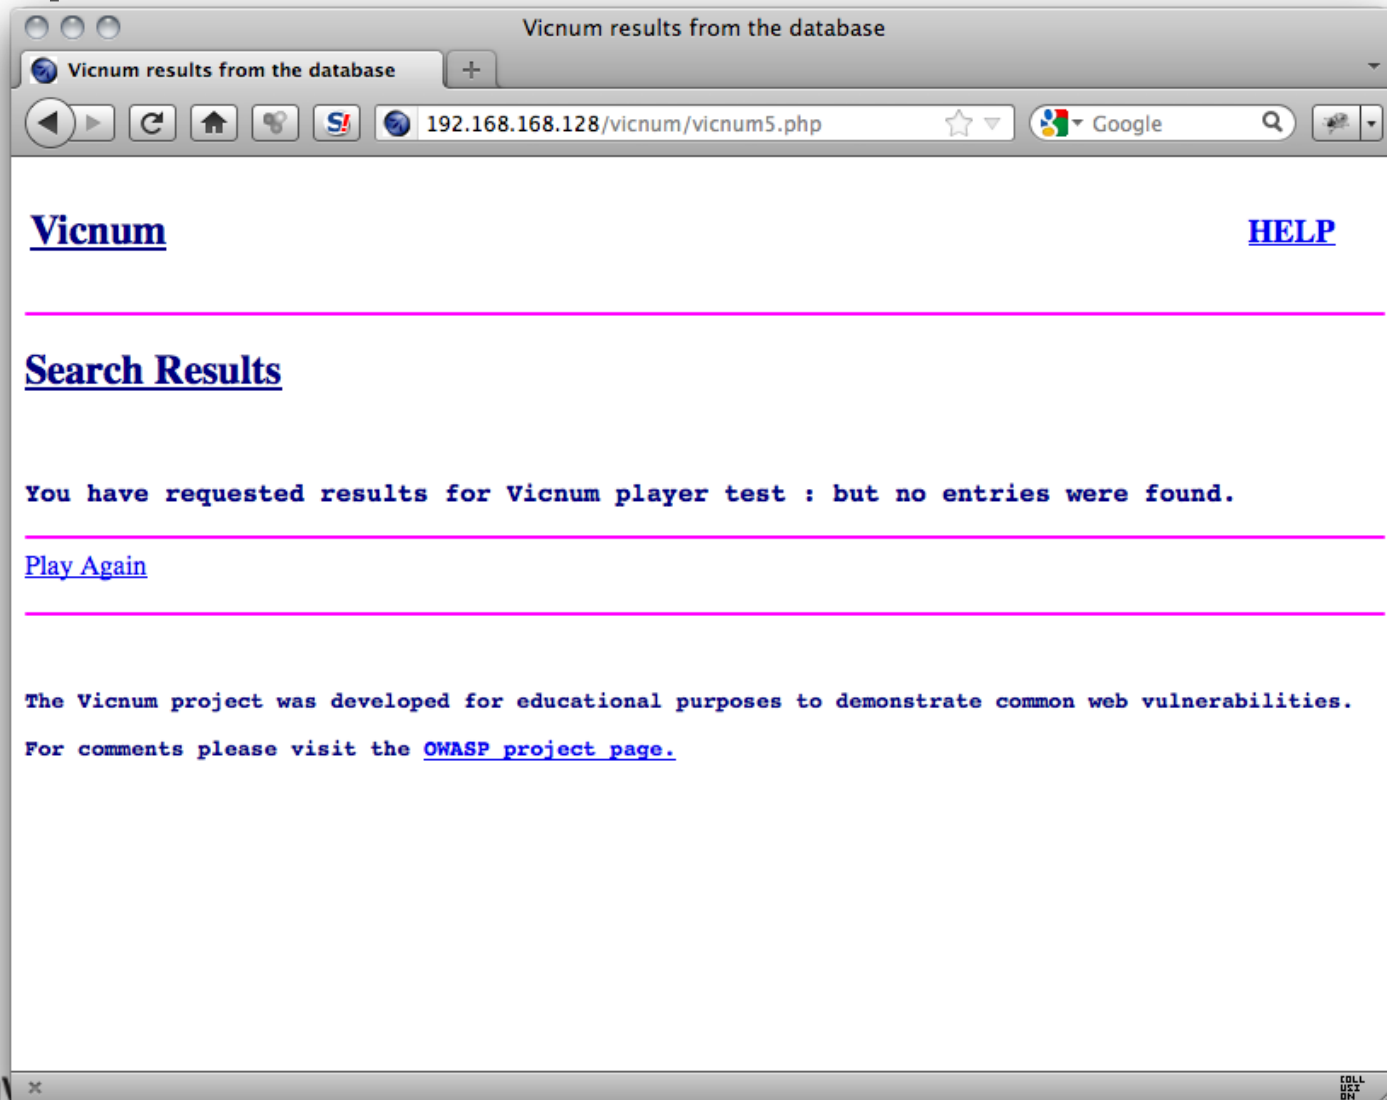 Vicnum results from the database
Vicnum results from the database
192.168.168.128/vicnum/vicnum5.php
Google
Vicnum
HELP
Search Results
You have requested results for Vicnum player test : but no entries were found.
Play Again
The Vicnum project was developed for educational purposes to demonstrate common web vulnerabilities.
For comments please visit the OWASP project page.
COLL
USI
ON